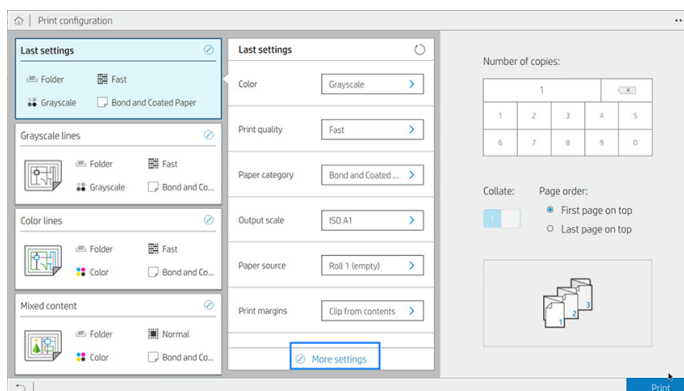 Print configuration
Last settings
Folder
Fast
Grayscale
Bond and Coated Paper
Grayscale lines
Folder
Fast
Grayscale
Bond and Co...
Color lines
Folder
Fast
Color
Bond and Co...
Mixed content
Folder
Normal
Color
Bond and Co...
Last settings
Color
Grayscale
Print quality
Fast
Paper category
Bond and Coated ...
Output scale
ISO A1
Paper source
Roll 1 (empty)
Print margins
Clip from contents
More settings
Number of copies:
1
1 2 3 4 5
6 7 8 9 0
Collate:
Page order:
First page on top
Last page on top
1 2 3
Print